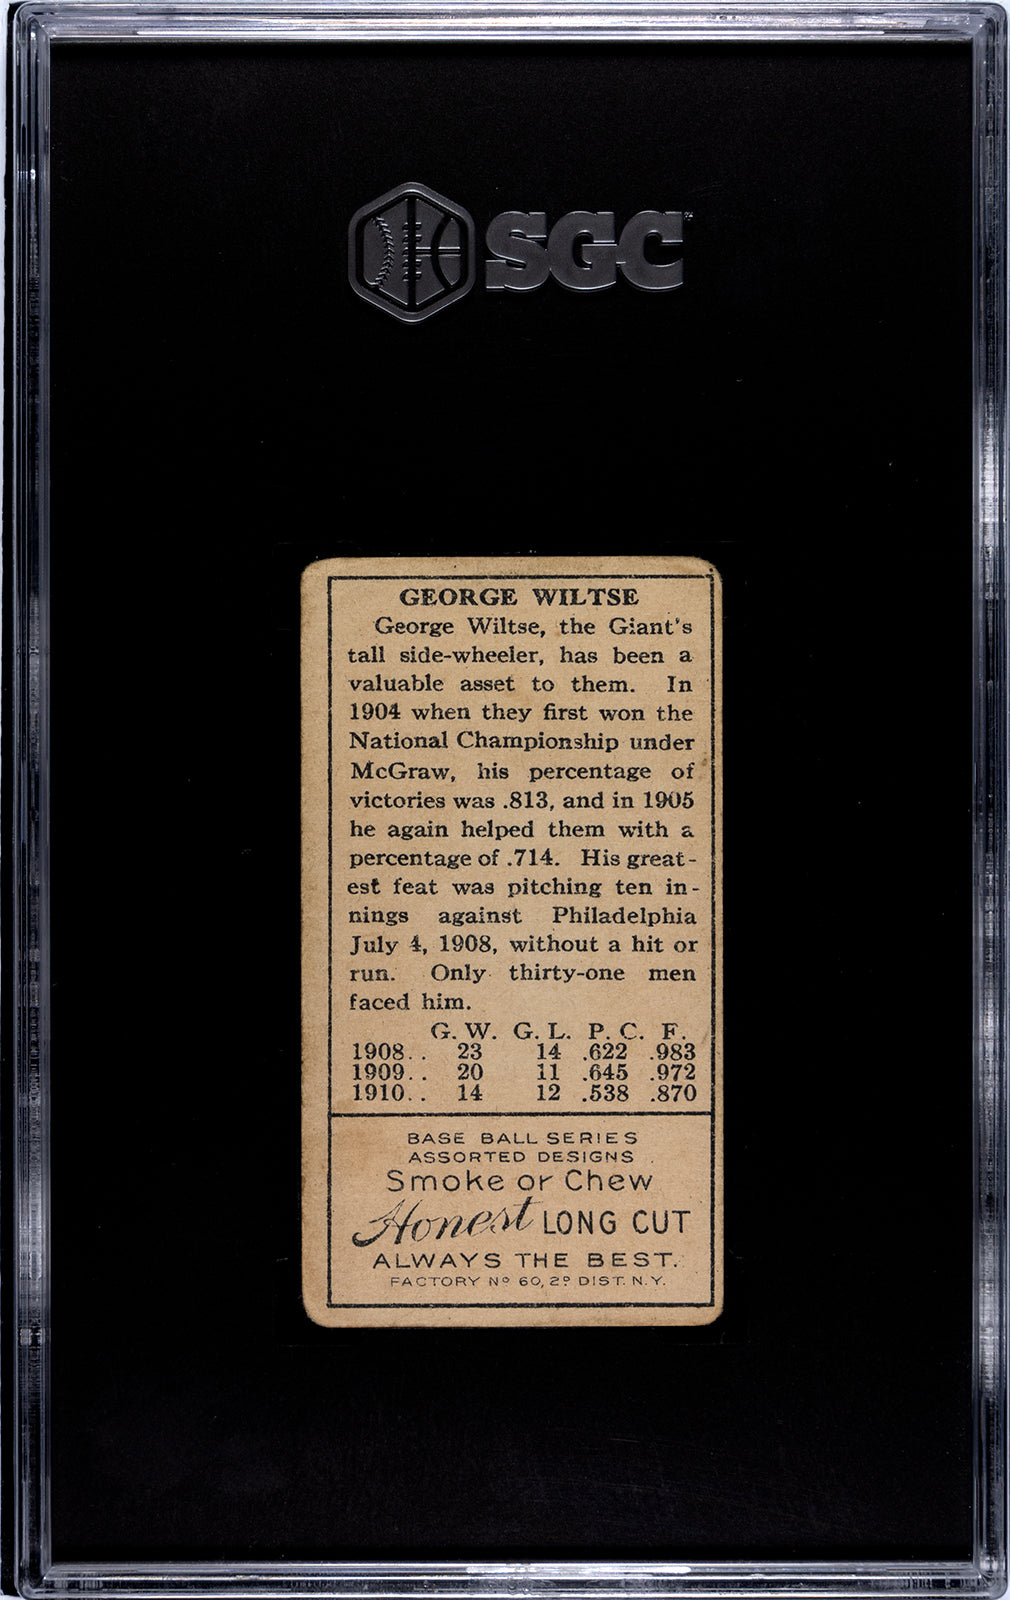 SGC
GEORGE WILTSE
George Wiltse, the Giant's
tall side-wheeler, has been a
valuable asset to them. In
1904 when they first won the
National Championship under
McGraw, his percentage of
victories was .813, and in 1905
he again helped them with a
percentage of .714. His great-
est feat was pitching ten in-
nings against Philadelphia
July 4, 1908, without a hit or
run. Only thirty-one men
faced him.
G. W. G. L. P. C. F.
1908.. 23 14 .622 .983
1909.. 20 11 .645 .972
1910.. 14 12 .538 .870
BASE BALL SERIES
ASSORTED DESIGNS
Smoke or Chew
Honest LONG CUT
ALWAYS THE BEST.
FACTORY Nº 60, 2º DIST. N.Y.